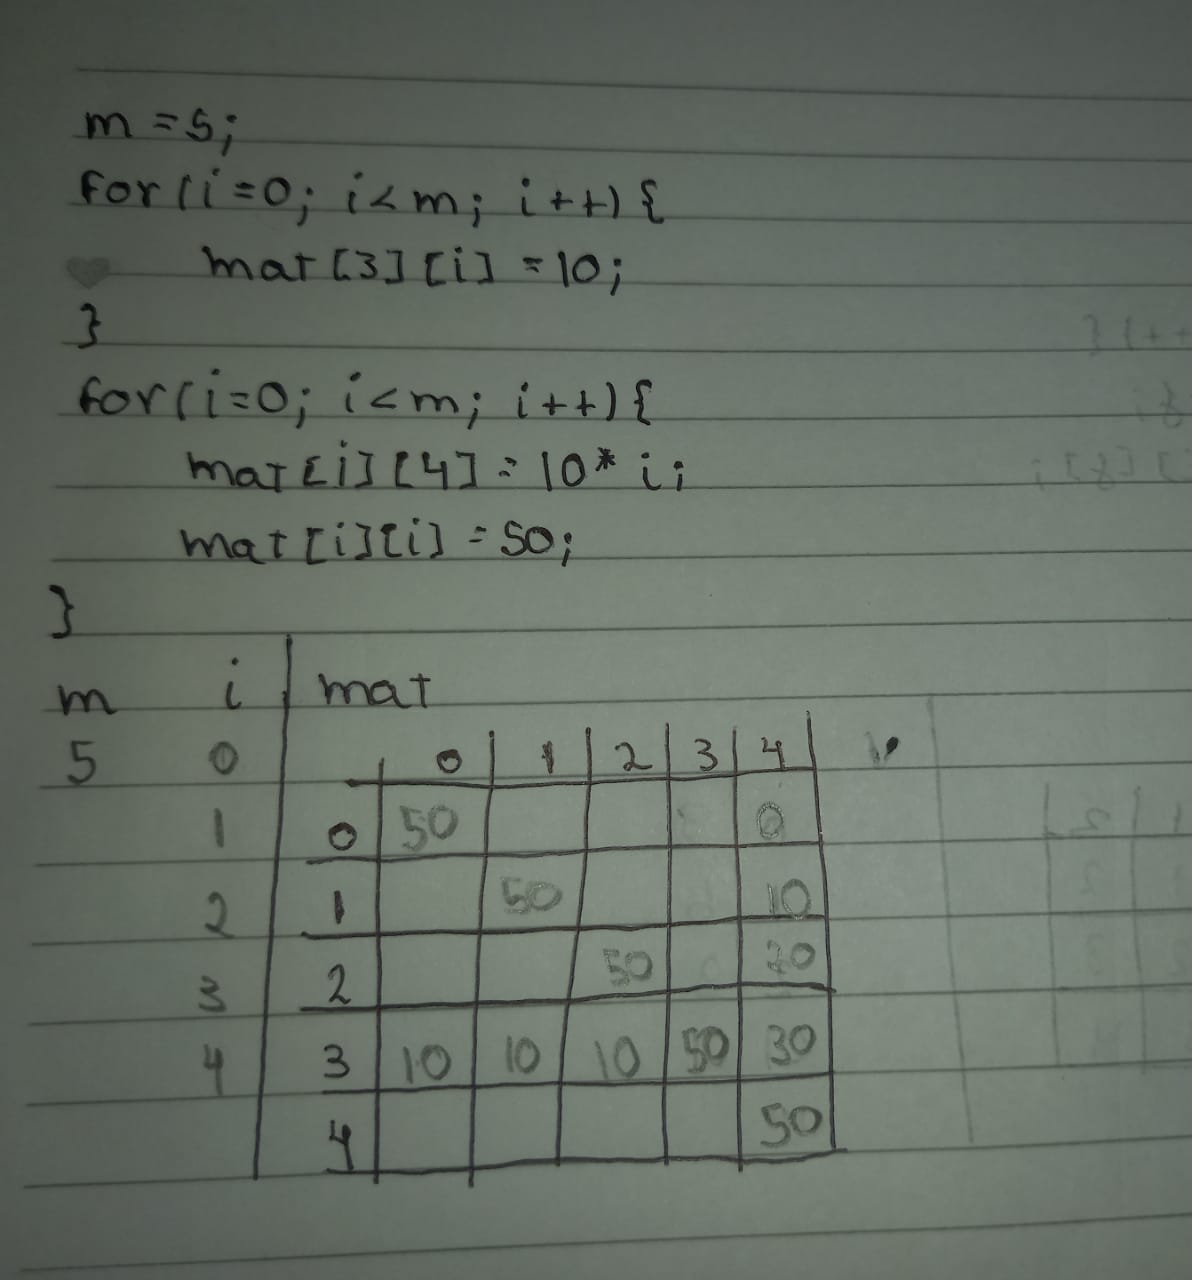 m = 5;
for(i=0; i<m; i++){
mat[3][i] = 10;
}
for(i=0; i<m; i++){
mat[i][4] = 10* i;
mat[i][i] = 50;
}
m i mat
5 0 0 1 2 3 4
1 0 50 0
2 1 50 10
3 2 50 20
4 3 10 10 10 50 30
4 50